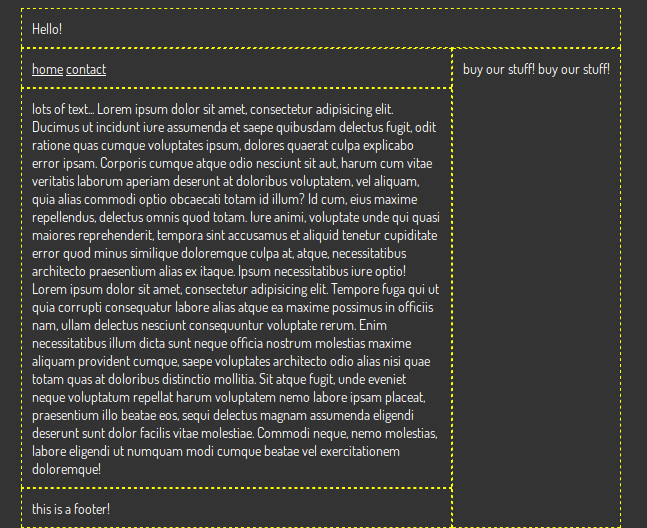 Hello!
home contact
buy our stuff! buy our stuff!
lots of text... Lorem ipsum dolor sit amet, consectetur adipisicing elit.
Ducimus ut incidunt iure assumenda et saepe quibusdam delectus fugit, odit
ratione quas cumque voluptates ipsum, dolores quaerat culpa explicabo
error ipsam. Corporis cumque atque odio nesciunt sit aut, harum cum vitae
veritatis laborum aperiam deserunt at doloribus voluptatem, vel aliquam,
quia alias commodi optio obcaecati totam id illum? Id cum, eius maxime
repellendus, delectus omnis quod totam. Iure animi, voluptate unde qui quasi
maiores reprehenderit, tempora sint accusamus et aliquid tenetur cupiditate
error quod minus similique doloremque culpa at, atque, necessitatibus
architecto praesentium alias ex itaque. Ipsum necessitatibus iure optio!
Lorem ipsum dolor sit amet, consectetur adipisicing elit. Tempore fuga qui ut
quia corrupti consequatur labore alias atque ea maxime possimus in officiis
nam, ullam delectus nesciunt consequuntur voluptate rerum. Enim
necessitatibus illum dicta sunt neque officia nostrum molestias maxime
aliquam provident cumque, saepe voluptates architecto odio alias nisi quae
totam quas at doloribus distinctio mollitia. Sit atque fugit, unde eveniet
neque voluptatum repellat harum voluptatem nemo labore ipsam placeat,
praesentium illo beatae eos, sequi delectus magnam assumenda eligendi
deserunt sunt dolor facilis vitae molestiae. Commodi neque, nemo molestias,
labore eligendi ut numquam modi cumque beatae vel exercitationem
doloremque!
this is a footer!